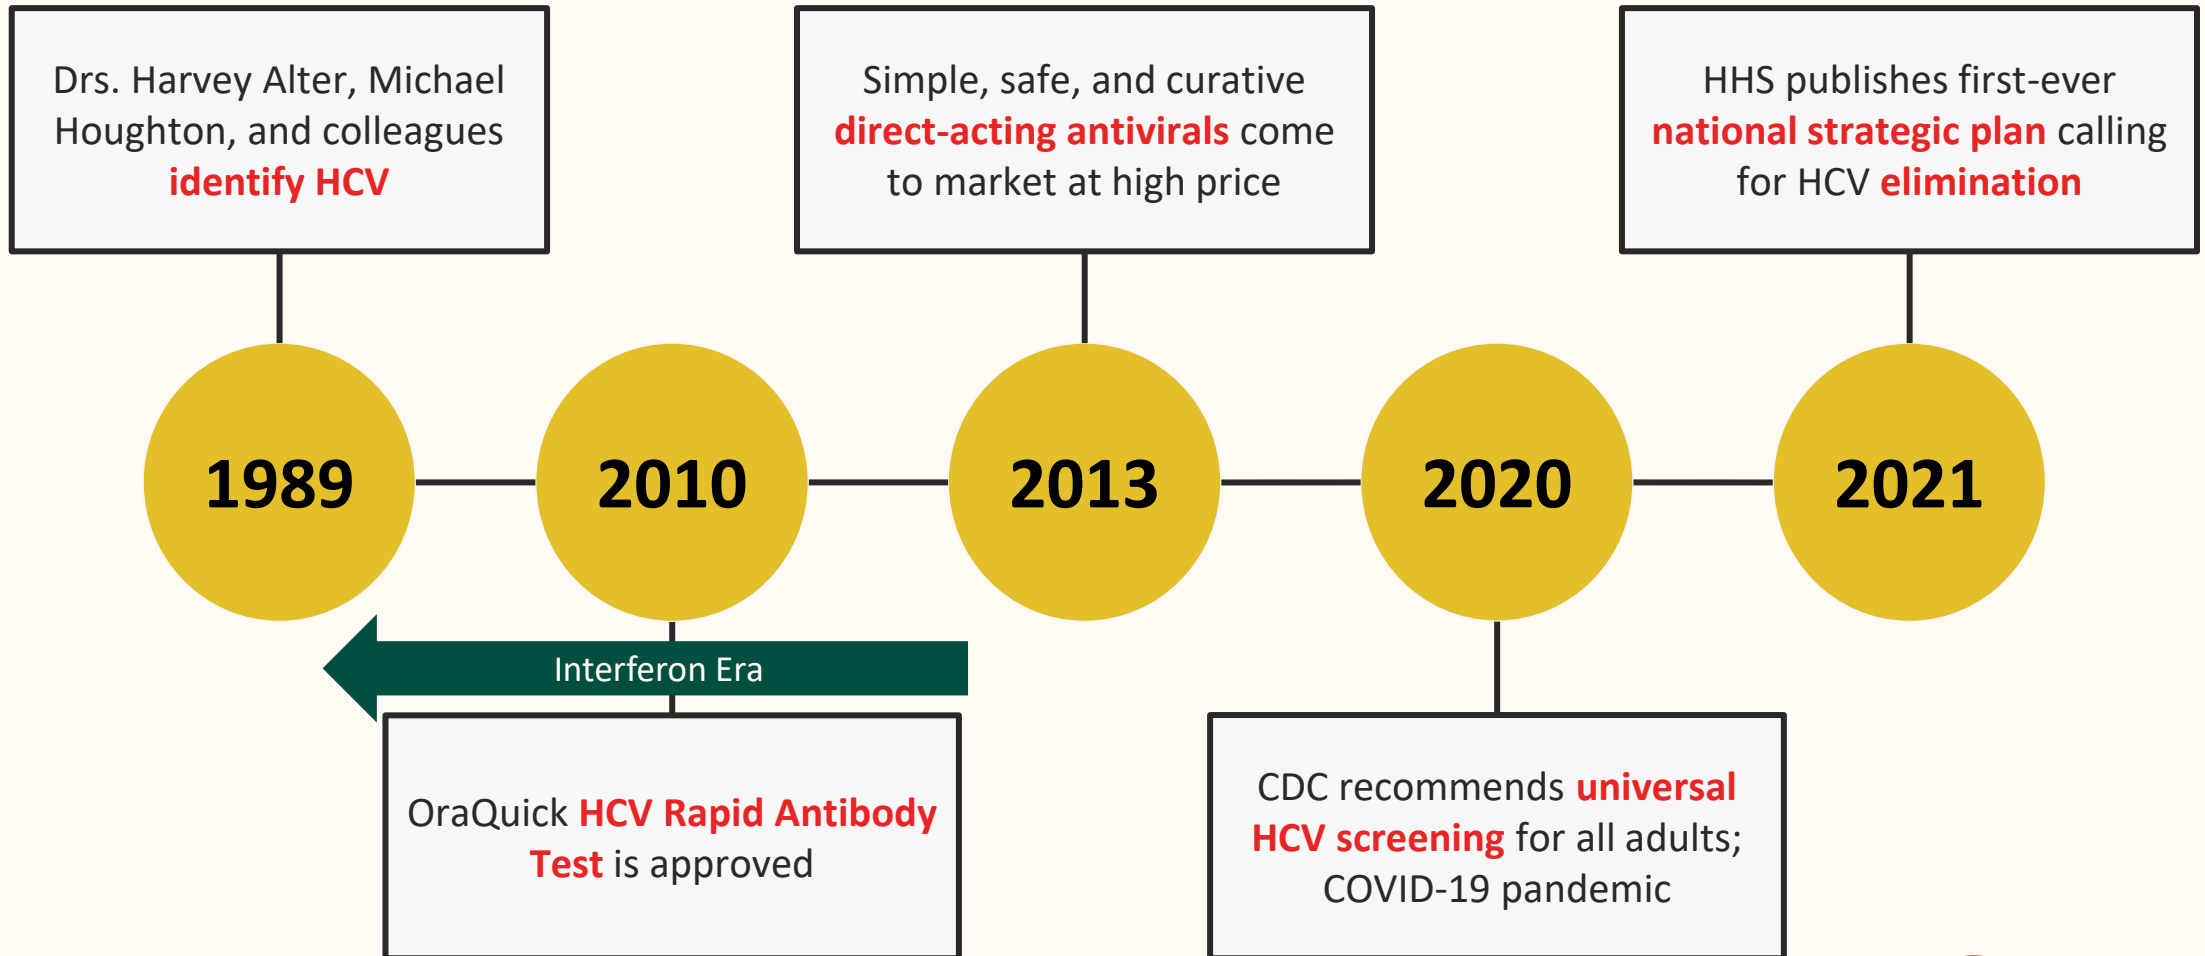 Drs. Harvey Alter, Michael
Houghton, and colleagues
identify HCV
Simple, safe, and curative
direct-acting antivirals come
to market at high price
HHS publishes first-ever
national strategic plan calling
for HCV elimination
1989
2010
2013
2020
2021
Interferon Era
OraQuick HCV Rapid Antibody
Test is approved
CDC recommends universal
HCV screening for all adults;
COVID-19 pandemic